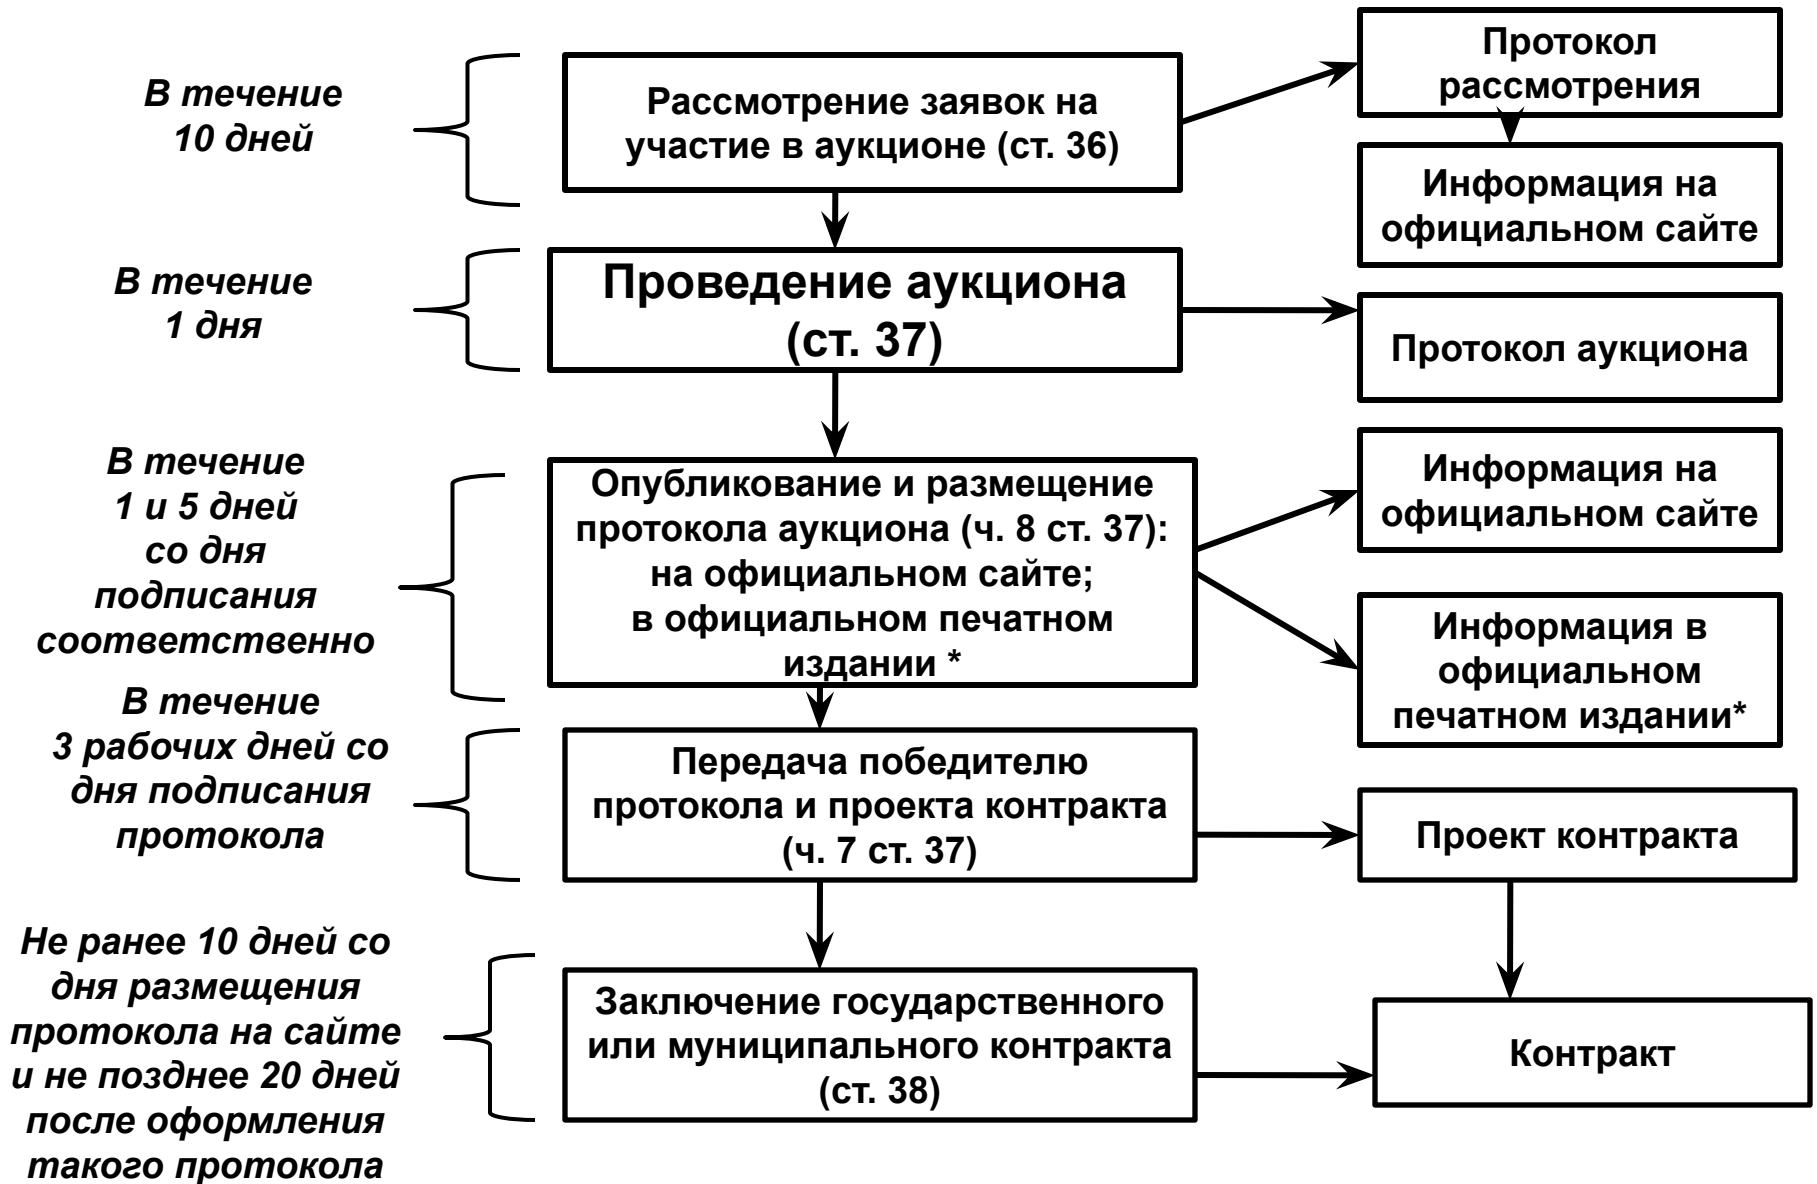 В течение
10 дней
Рассмотрение заявок на
участие в аукционе (ст. 36)
Протокол
рассмотрения
Информация на
официальном сайте
В течение
1 дня
Проведение аукциона
(ст. 37)
Протокол аукциона
В течение
1 и 5 дней
со дня
подписания
соответственно
Опубликование и размещение
протокола аукциона (ч. 8 ст. 37):
на официальном сайте;
в официальном печатном
издании *
Информация на
официальном сайте
Информация в
официальном
печатном издании*
В течение
3 рабочих дней со
дня подписания
протокола
Передача победителю
протокола и проекта контракта
(ч. 7 ст. 37)
Проект контракта
Не ранее 10 дней со
дня размещения
протокола на сайте
и не позднее 20 дней
после оформления
такого протокола
Заключение государственного
или муниципального контракта
(ст. 38)
Контракт